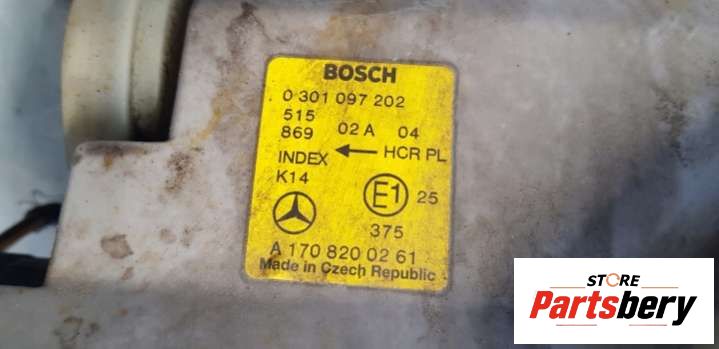 BOSCH
0 301 097 202
515
869 02 A 04
INDEX ← HCR PL
K14
E1 25
375
A 170 820 02 61
Made in Czech Republic
STORE
Partsbery